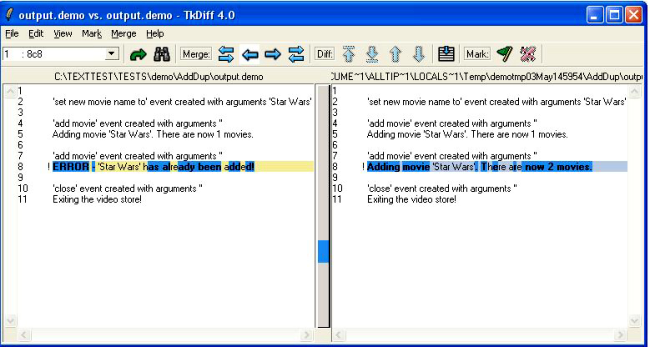 output.demo vs. output.demo - TkDiff 4.0
File Edit View Mark Merge Help
1 : 8c8 Merge: Diff: Mark:
C:\TEXTTEST\TESTS\demo\AddDup\output.demo
1
2 'set new movie name to' event created with arguments 'Star Wars'
3
4 'add movie' event created with arguments ''
5 Adding movie 'Star Wars'. There are now 1 movies.
6
7 'add movie' event created with arguments ''
8 ! ERROR - 'Star Wars' has already been added!
9
10 'close' event created with arguments ''
11 Exiting the video store!
:UME~1\ALLTIP~1\LOCALS~1\Temp\demotmp03May145954\AddDup\outpu
1
2 'set new movie name to' event created with arguments 'Star Wars'
3
4 'add movie' event created with arguments ''
5 Adding movie 'Star Wars'. There are now 1 movies.
6
7 'add movie' event created with arguments ''
8 ! Adding movie 'Star Wars'. There are now 2 movies.
9
10 'close' event created with arguments ''
11 Exiting the video store!